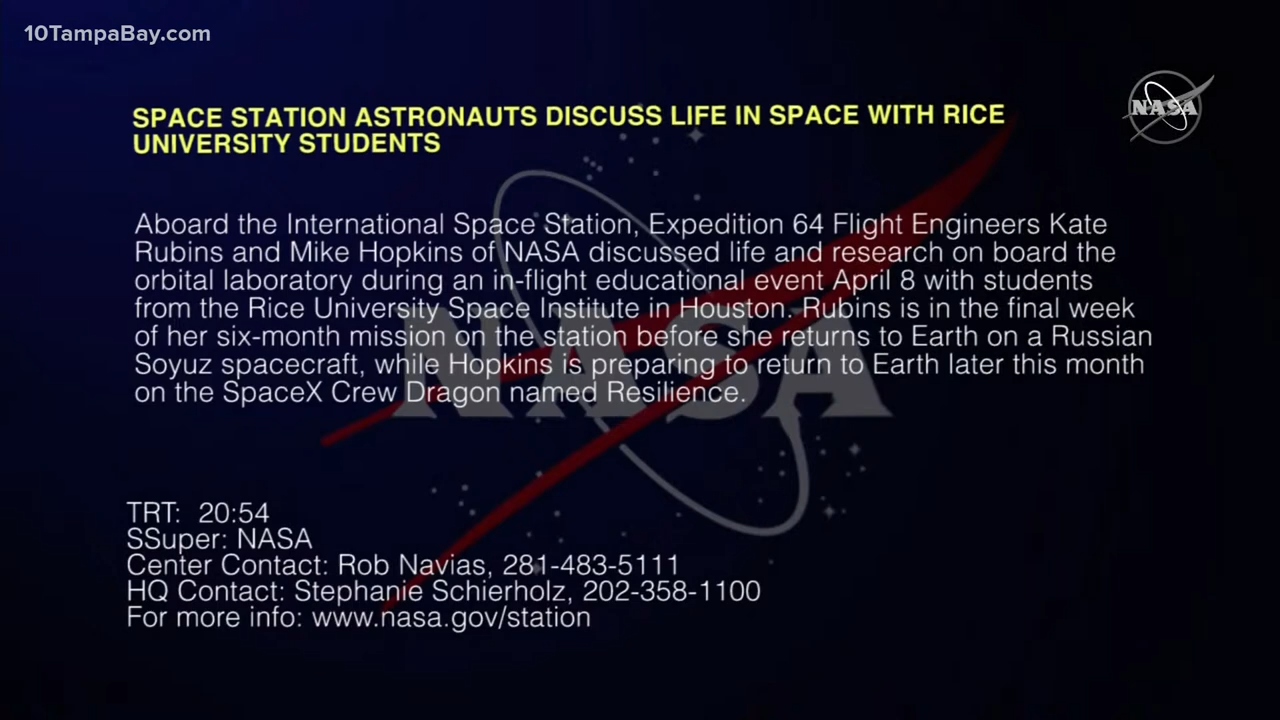 10TampaBay.com
NASA
SPACE STATION ASTRONAUTS DISCUSS LIFE IN SPACE WITH RICE
UNIVERSITY STUDENTS
Aboard the International Space Station, Expedition 64 Flight Engineers Kate
Rubins and Mike Hopkins of NASA discussed life and research on board the
orbital laboratory during an in-flight educational event April 8 with students
from the Rice University Space Institute in Houston. Rubins is in the final week
of her six-month mission on the station before she returns to Earth on a Russian
Soyuz spacecraft, while Hopkins is preparing to return to Earth later this month
on the SpaceX Crew Dragon named Resilience.
NASA
TRT:  20:54
SSuper: NASA
Center Contact: Rob Navias, 281-483-5111
HQ Contact: Stephanie Schierholz, 202-358-1100
For more info: www.nasa.gov/station